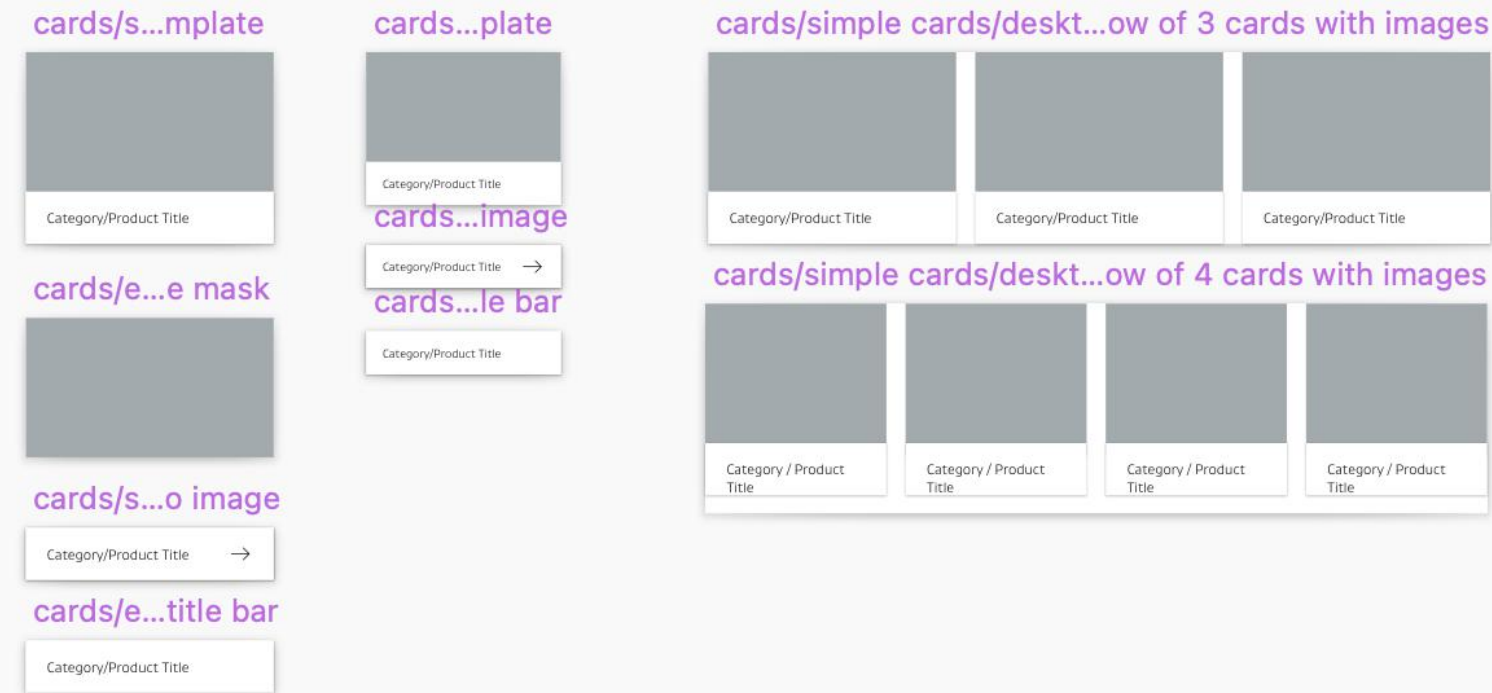 cards/s...mplate
Category/Product Title
cards/e...e mask
cards/s...o image
Category/Product Title
cards/e...title bar
Category/Product Title
cards...plate
Category/Product Title
cards...image
Category/Product Title
cards...le bar
Category/Product Title
cards/simple cards/deskt...ow of 3 cards with images
Category/Product Title
Category/Product Title
Category/Product Title
cards/simple cards/deskt...ow of 4 cards with images
Category / Product
Title
Category / Product
Title
Category / Product
Title
Category / Product
Title